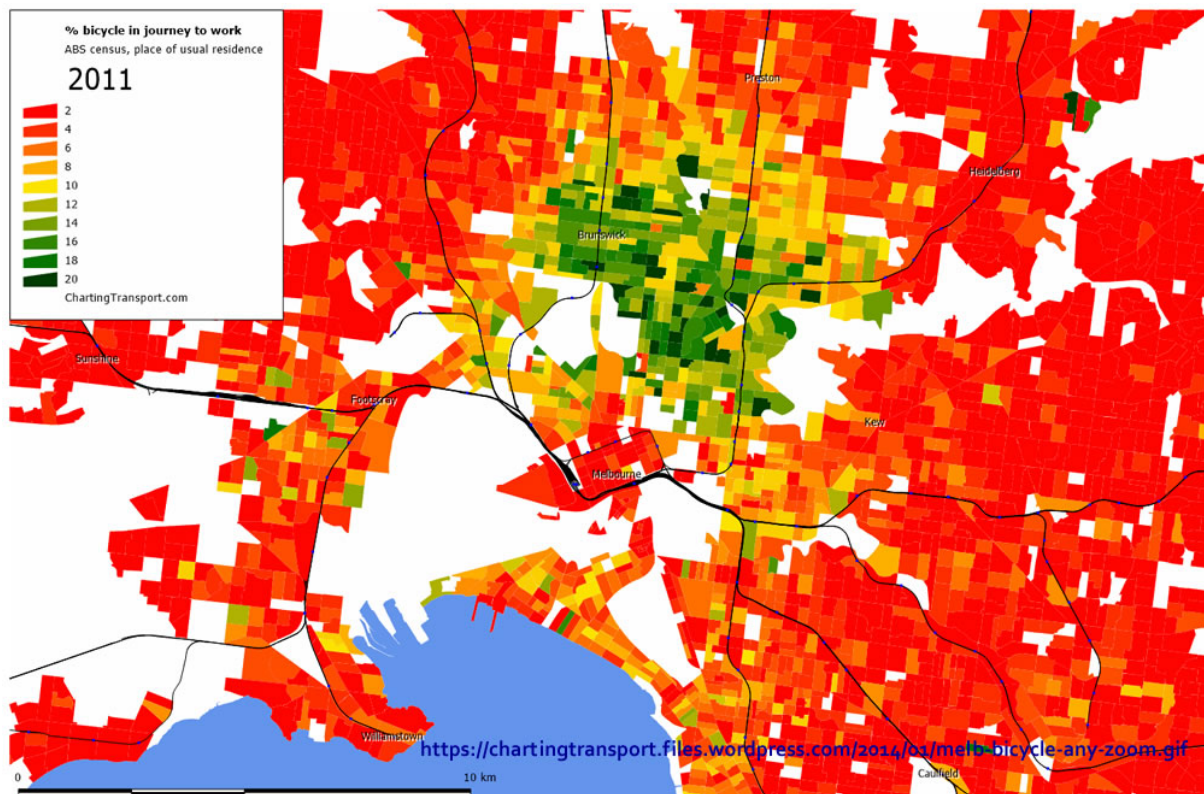 % bicycle in journey to work
ABS census, place of usual residence
2011
2
4
6
8
10
12
14
16
18
20
ChartingTransport.com
Preston
Heidelberg
Brunswick
Sunshine
Footscray
Kew
Melbourne
Williamstown
https://chartingtransport.files.wordpress.com/2014/01/melb-bicycle-any-zoom.gif
Caulfield
0
10 km